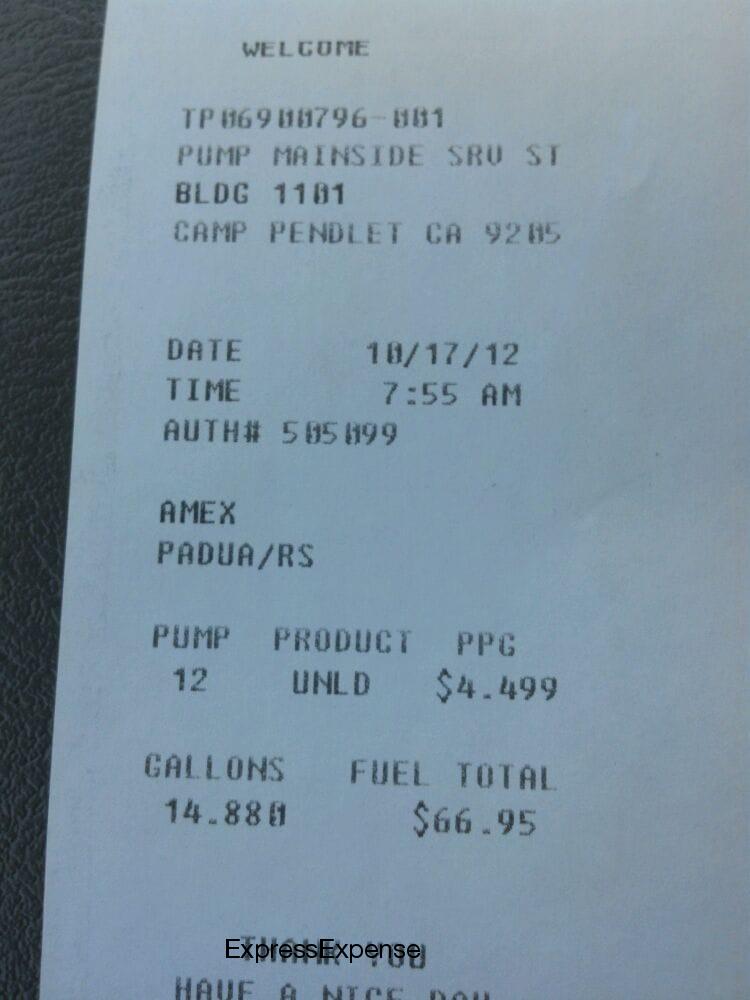 WELCOME
TP06900796-001
PUMP MAINSIDE SRV ST
BLDG 1101
CAMP PENDLET CA 9205
DATE 10/17/12
TIME 7:55 AM
AUTH# 505099
AMEX
PADUA/RS
PUMP PRODUCT PPG
12 UNLD $4.499
GALLONS FUEL TOTAL
14.880 $66.95
THANK YOU
ExpressExpense
HAVE A NICE DAY